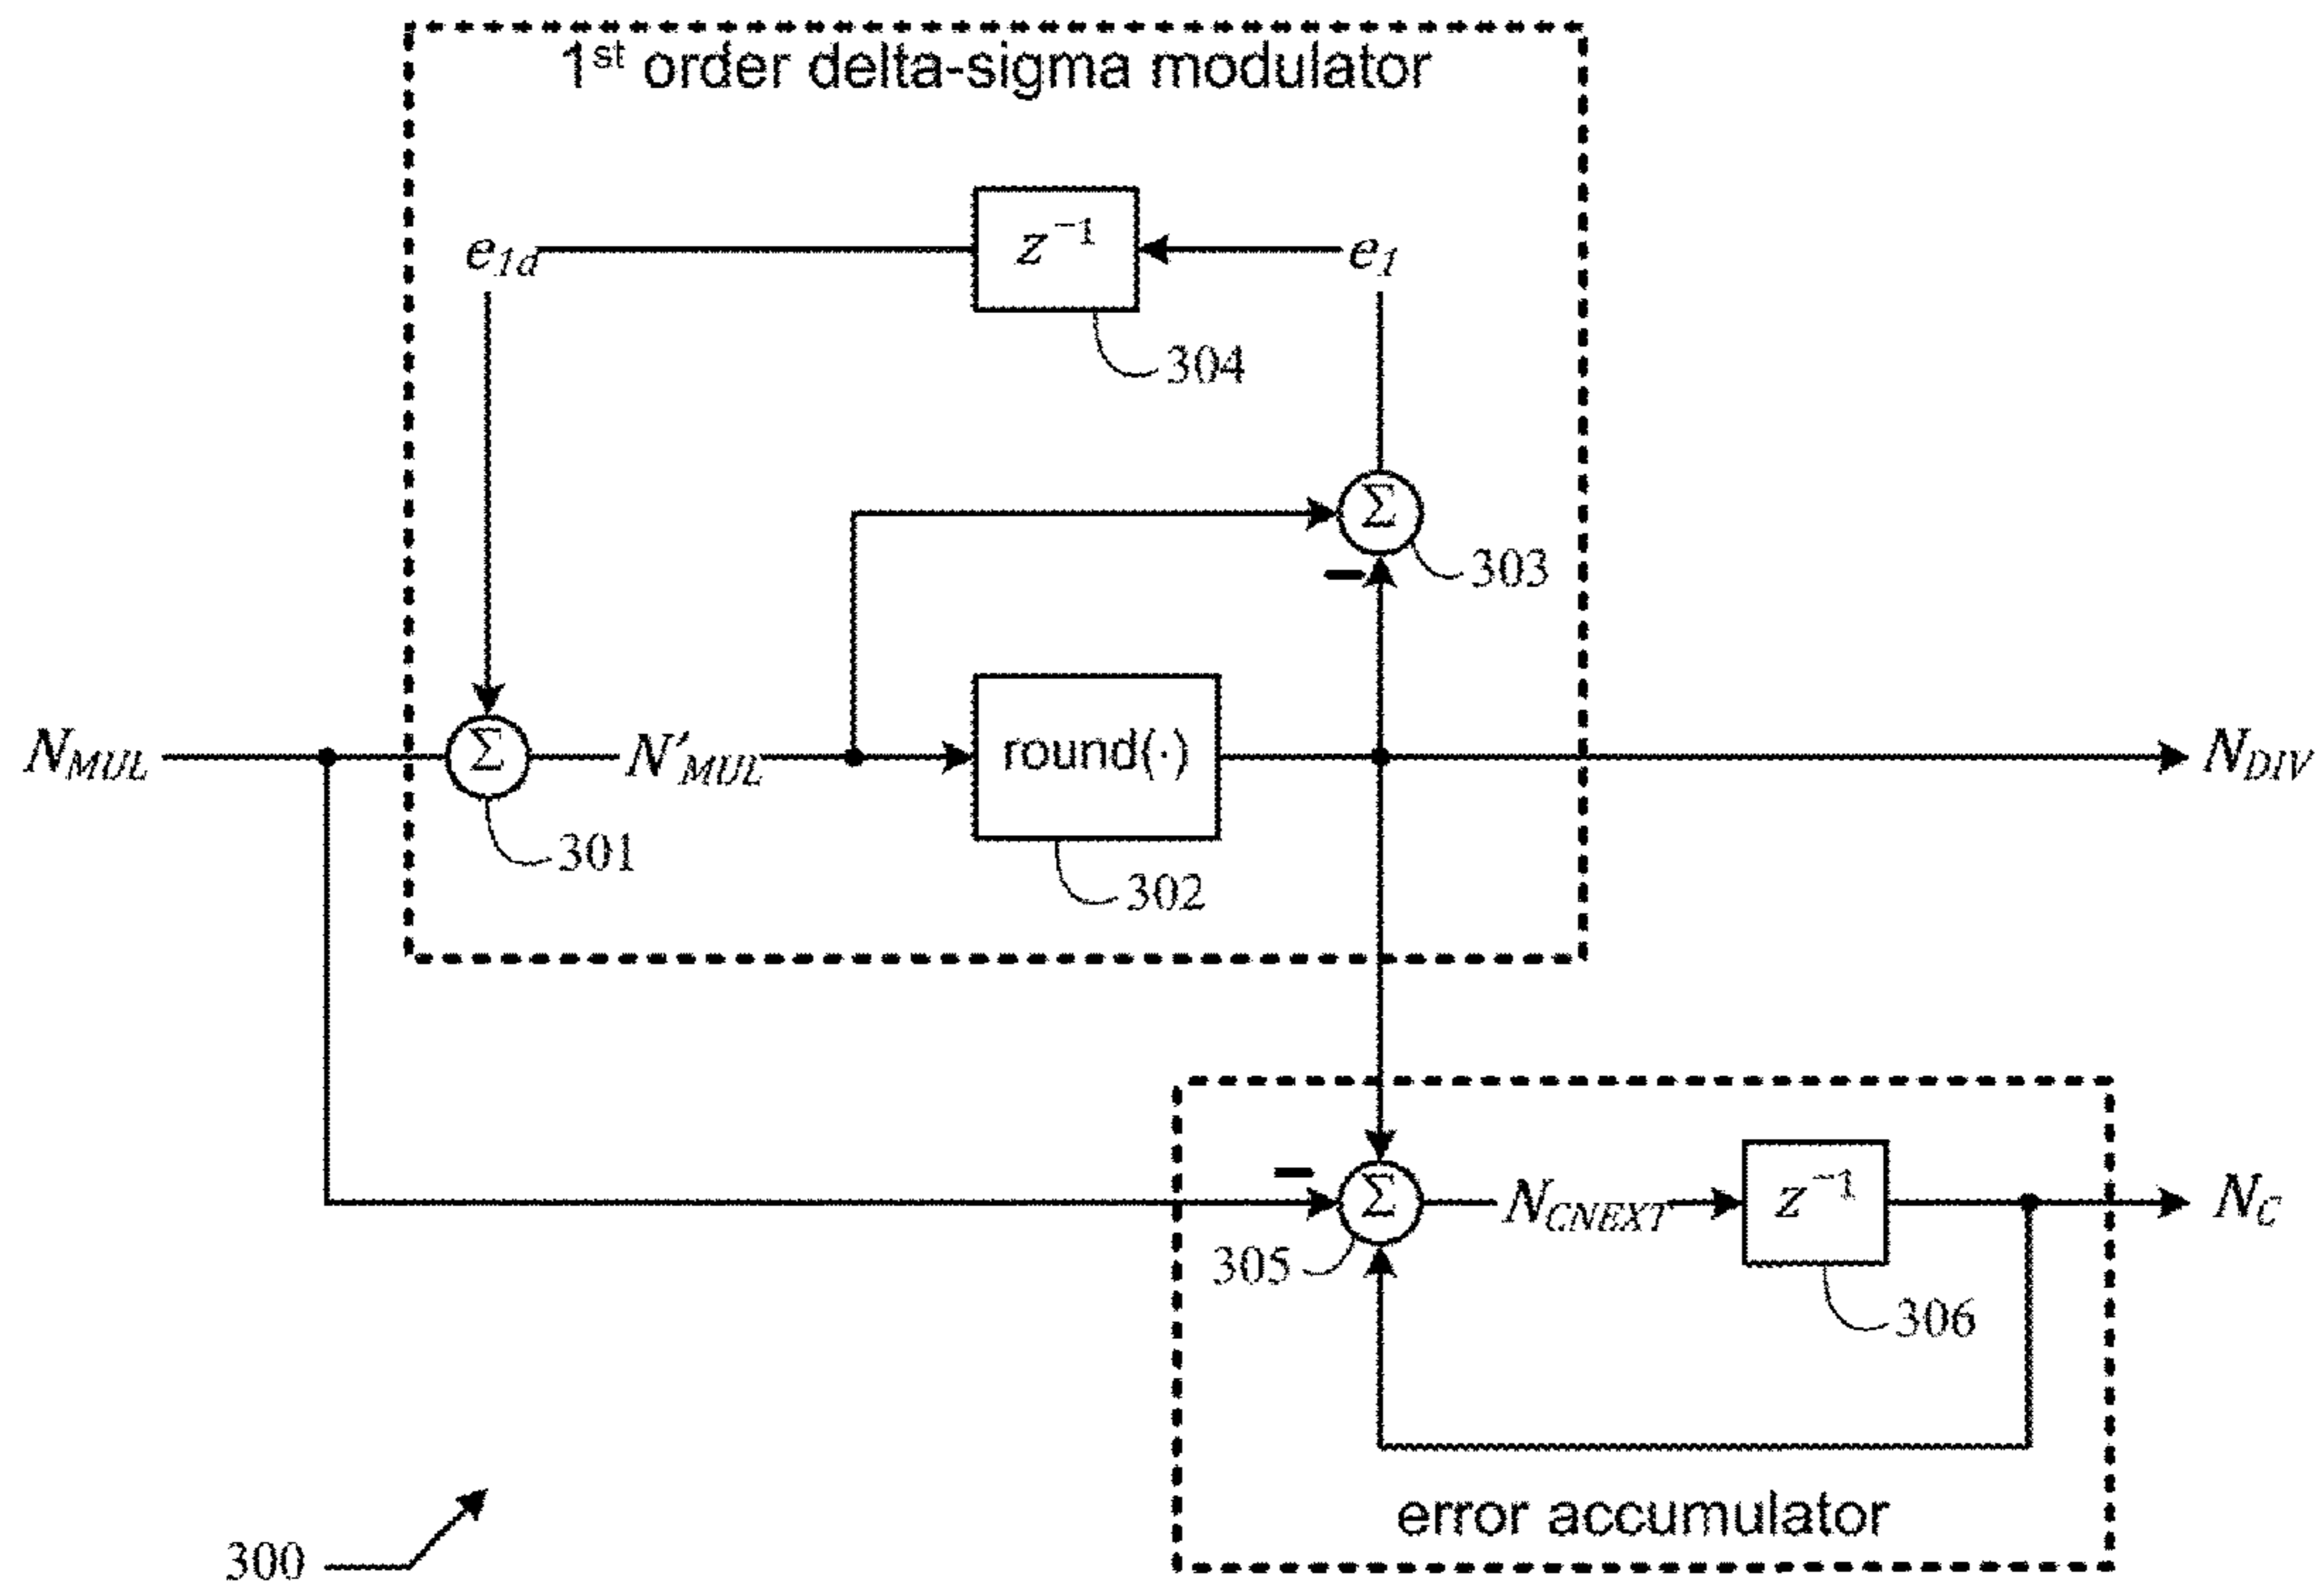 1st order delta-sigma modulator
e1d
z−1
e1
304
Σ
303
NMUL
Σ
N′MUL
round(·)
NDIV
301
302
Σ
NCNEXT
z−1
NC
305
306
error accumulator
300